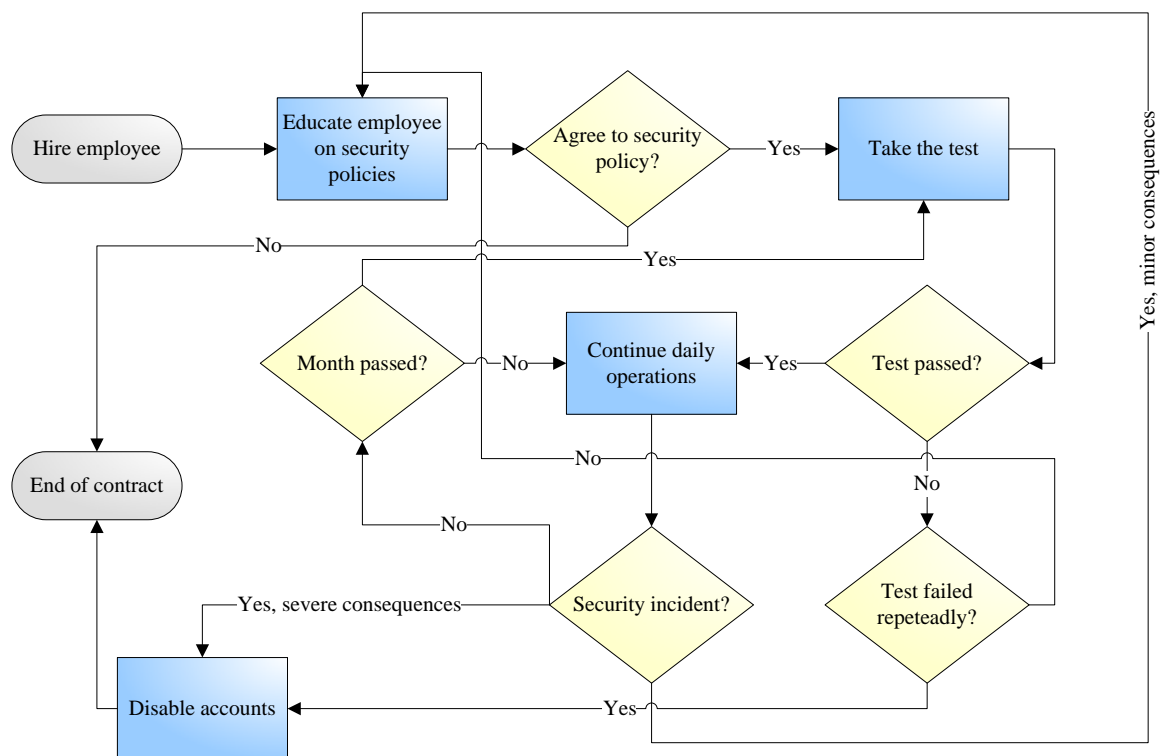 Hire employee
Educate employee
on security
policies
Agree to security
policy?
Yes
Take the test
Yes, minor consequences
No
Yes
Month passed?
No
Continue daily
operations
Yes
Test passed?
End of contract
No
No
No
Yes, severe consequences
Security incident?
Test failed
repeteadly?
Disable accounts
Yes